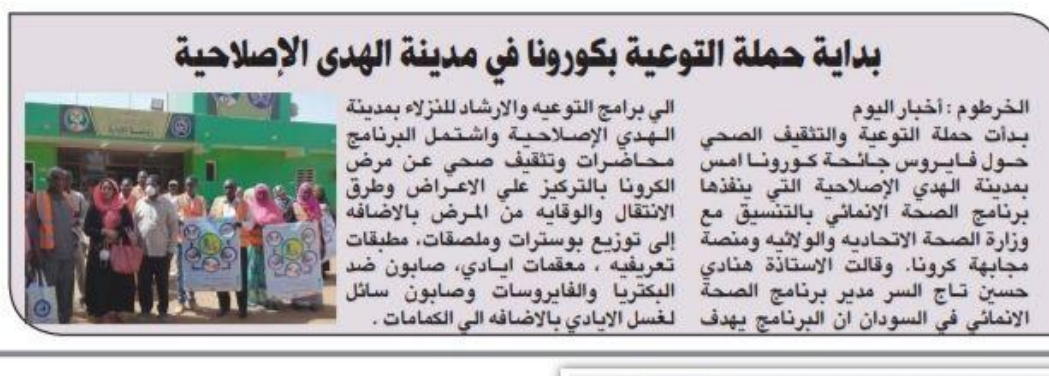 بداية حملة التوعية بكورونا في مدينة الهدى الإصلاحية
الخرطوم : أخبار اليوم
بدأت حملة التوعية والتثقيف الصحي
حول فايروس جائحة كورونا امس
بمدينة الهدي الإصلاحية التي ينفذها
برنامج الصحة الانمائي بالتنسيق مع
وزارة الصحة الاتحاديه والولائيه ومنصة
مجابهة كرونا. وقالت الاستاذة هنادي
حسين تاج السر مدير برنامج الصحة
الانمائي في السودان ان البرنامج يهدف
الي برامج التوعيه والارشاد للنزلاء بمدينة
الهدي الإصلاحية واشتمل البرنامج
محاضرات وتثقيف صحي عن مرض
الكرونا بالتركيز علي الاعراض وطرق
الانتقال والوقايه من المرض بالاضافه
إلى توزيع بوسترات وملصقات، مطبقات
تعريفيه ، معقمات ايادي، صابون ضد
البكتريا والفايروسات وصابون سائل
لغسل الايادي بالاضافه الي الكمامات .